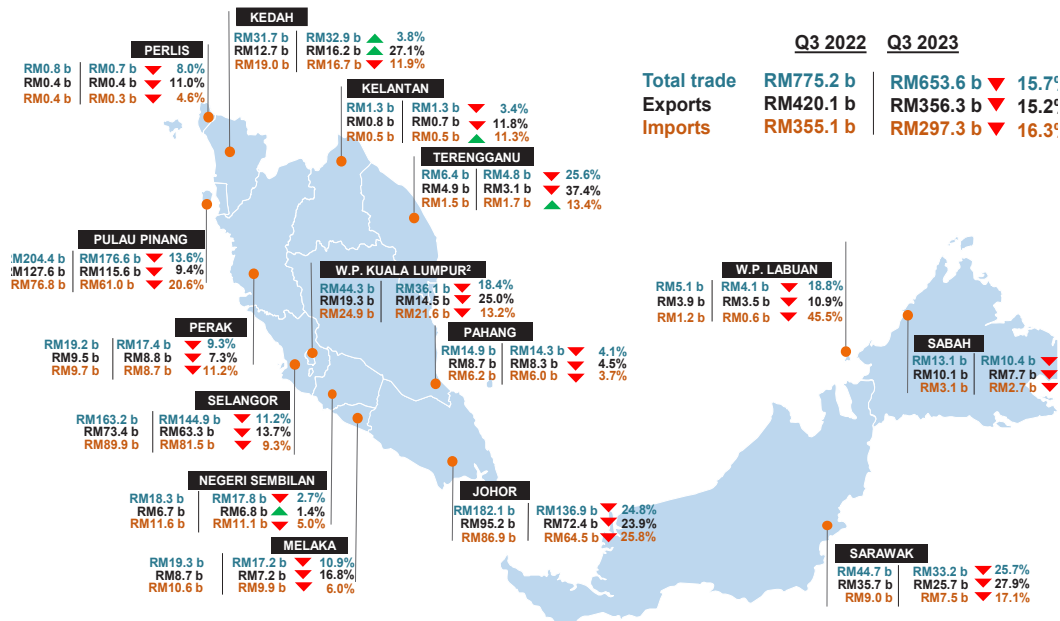 Q3 2022 Q3 2023
Total trade RM775.2 b RM653.6 b 15.7%
Exports RM420.1 b RM356.3 b 15.2%
Imports RM355.1 b RM297.3 b 16.3%
KEDAH
RM31.7 b RM32.9 b 3.8%
RM12.7 b RM16.2 b 27.1%
RM19.0 b RM16.7 b 11.9%
PERLIS
RM0.8 b RM0.7 b 8.0%
RM0.4 b RM0.4 b 11.0%
RM0.4 b RM0.3 b 4.6%
KELANTAN
RM1.3 b RM1.3 b 3.4%
RM0.8 b RM0.7 b 11.8%
RM0.5 b RM0.5 b 11.3%
TERENGGANU
RM6.4 b RM4.8 b 25.6%
RM4.9 b RM3.1 b 37.4%
RM1.5 b RM1.7 b 13.4%
PULAU PINANG
RM204.4 b RM176.6 b 13.6%
RM127.6 b RM115.6 b 9.4%
RM76.8 b RM61.0 b 20.6%
W.P. KUALA LUMPUR²
RM44.3 b RM36.1 b 18.4%
RM19.3 b RM14.5 b 25.0%
RM24.9 b RM21.6 b 13.2%
W.P. LABUAN
RM5.1 b RM4.1 b 18.8%
RM3.9 b RM3.5 b 10.9%
RM1.2 b RM0.6 b 45.5%
PERAK
RM19.2 b RM17.4 b 9.3%
RM9.5 b RM8.8 b 7.3%
RM9.7 b RM8.7 b 11.2%
PAHANG
RM14.9 b RM14.3 b 4.1%
RM8.7 b RM8.3 b 4.5%
RM6.2 b RM6.0 b 3.7%
SABAH
RM13.1 b RM10.4 b
RM10.1 b RM7.7 b
RM3.1 b RM2.7 b
SELANGOR
RM163.2 b RM144.9 b 11.2%
RM73.4 b RM63.3 b 13.7%
RM89.9 b RM81.5 b 9.3%
NEGERI SEMBILAN
RM18.3 b RM17.8 b 2.7%
RM6.7 b RM6.8 b 1.4%
RM11.6 b RM11.1 b 5.0%
JOHOR
RM182.1 b RM136.9 b 24.8%
RM95.2 b RM72.4 b 23.9%
RM86.9 b RM64.5 b 25.8%
MELAKA
RM19.3 b RM17.2 b 10.9%
RM8.7 b RM7.2 b 16.8%
RM10.6 b RM9.9 b 6.0%
SARAWAK
RM44.7 b RM33.2 b 25.7%
RM35.7 b RM25.7 b 27.9%
RM9.0 b RM7.5 b 17.1%